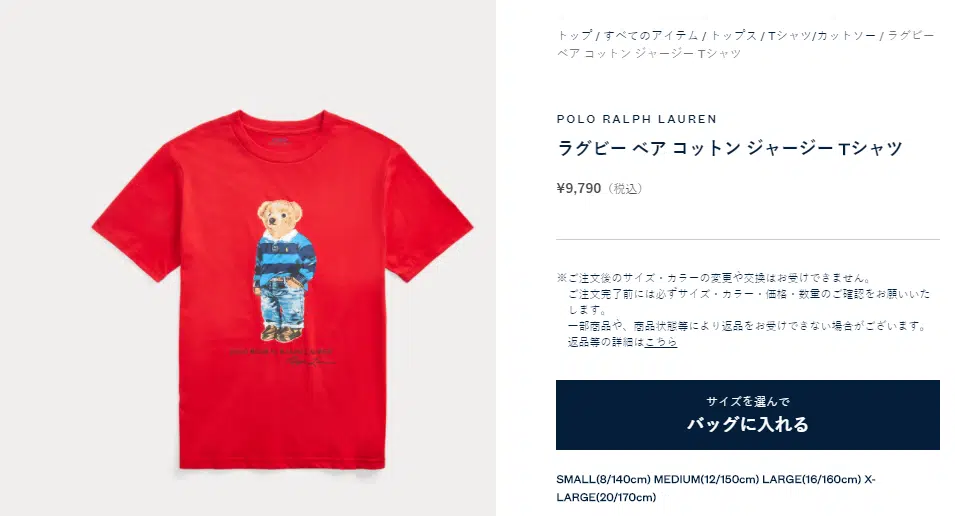 トップ / すべてのアイテム / トップス / Tシャツ/カットソー / ラグビー
ベア コットン ジャージー Tシャツ
POLO RALPH LAUREN
ラグビー ベア コットン ジャージー Tシャツ
¥9,790（税込）
※ご注文後のサイズ・カラーの変更や交換はお受けできません。
ご注文完了前には必ずサイズ・カラー・価格・数量のご確認をお願いいた
します。
一部商品や、商品状態等により返品をお受けできない場合がございます。
返品等の詳細はこちら
サイズを選んで
バッグに入れる
SMALL(8/140cm) MEDIUM(12/150cm) LARGE(16/160cm) X-
LARGE(20/170cm)